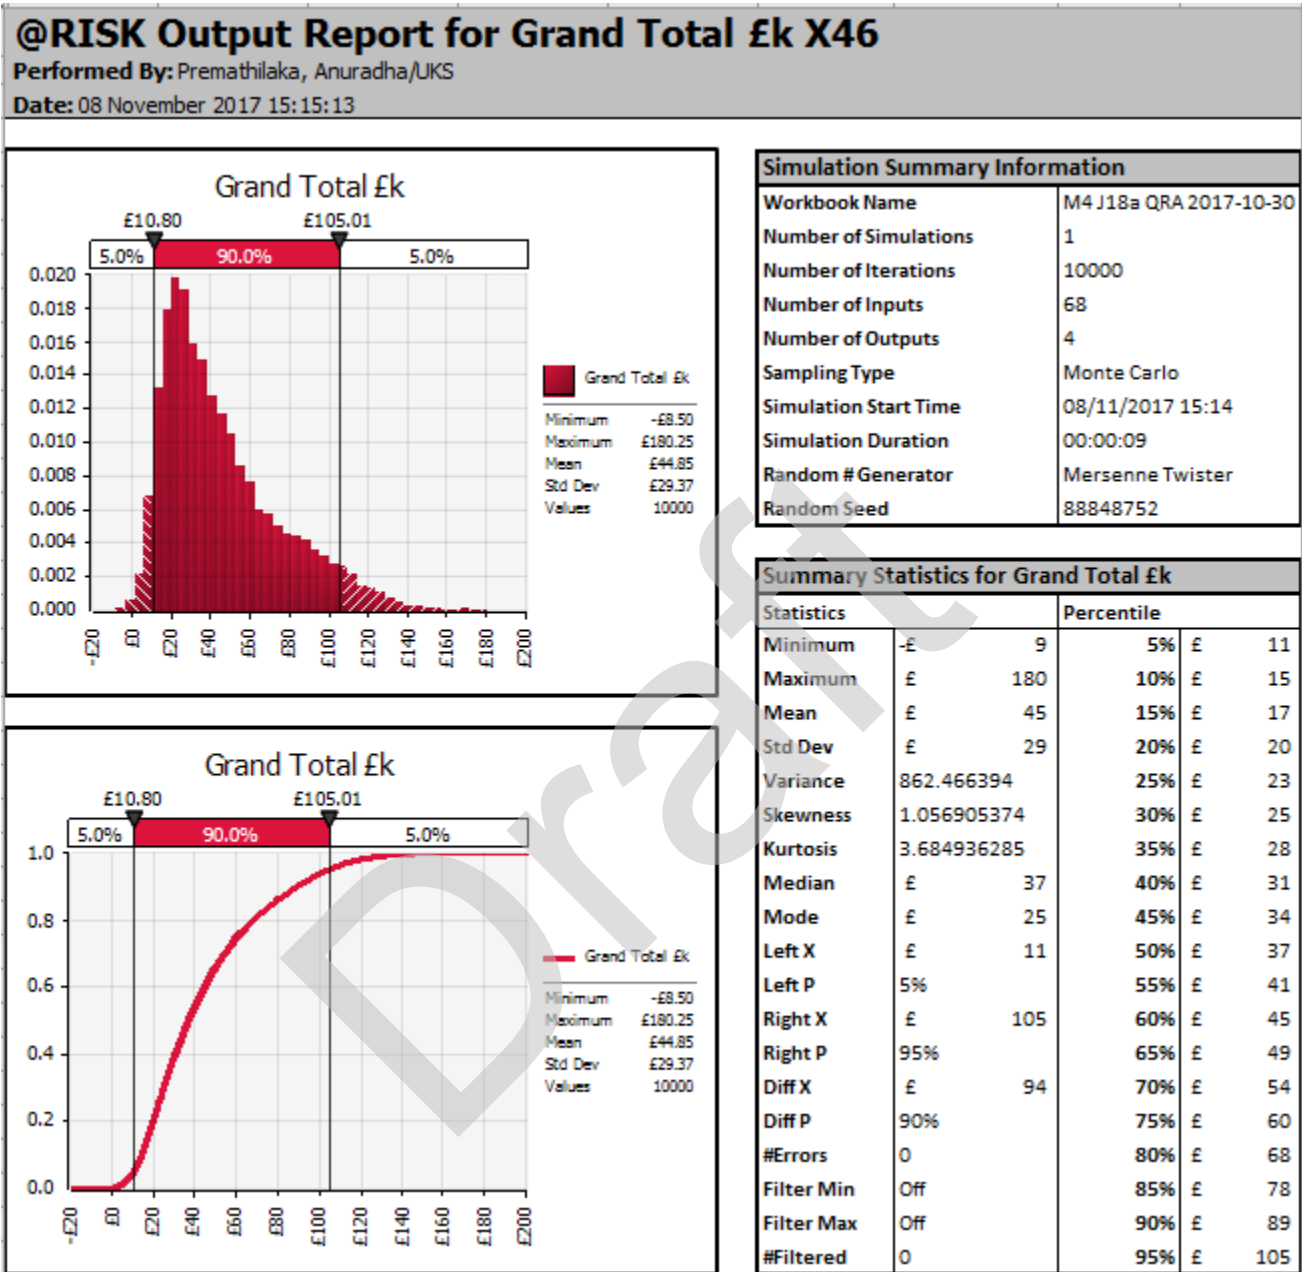 @RISK Output Report for Grand Total £k X46
Performed By: Premathilaka, Anuradha/UKS
Date: 08 November 2017 15:15:13
Grand Total £k
£10.80 £105.01
5.0% 90.0% 5.0%
0.020
0.018
0.016
0.014
0.012
0.010
0.008
0.006
0.004
0.002
0.000
-£20 £0 £20 £40 £60 £80 £100 £120 £140 £160 £180 £200
Grand Total £k
Minimum -£8.50
Maximum £180.25
Mean £44.85
Std Dev £29.37
Values 10000
Grand Total £k
£10.80 £105.01
5.0% 90.0% 5.0%
1.0
0.8
0.6
0.4
0.2
0.0
-£20 £0 £20 £40 £60 £80 £100 £120 £140 £160 £180 £200
Grand Total £k
Minimum -£8.50
Maximum £180.25
Mean £44.85
Std Dev £29.37
Values 10000
Simulation Summary Information
Workbook Name M4 J18a QRA 2017-10-30
Number of Simulations 1
Number of Iterations 10000
Number of Inputs 68
Number of Outputs 4
Sampling Type Monte Carlo
Simulation Start Time 08/11/2017 15:14
Simulation Duration 00:00:09
Random # Generator Mersenne Twister
Random Seed 88848752
Summary Statistics for Grand Total £k
Statistics Percentile
Minimum -£ 9 5% £ 11
Maximum £ 180 10% £ 15
Mean £ 45 15% £ 17
Std Dev £ 29 20% £ 20
Variance 862.466394 25% £ 23
Skewness 1.056905374 30% £ 25
Kurtosis 3.684936285 35% £ 28
Median £ 37 40% £ 31
Mode £ 25 45% £ 34
Left X £ 11 50% £ 37
Left P 5% 55% £ 41
Right X £ 105 60% £ 45
Right P 95% 65% £ 49
Diff X £ 94 70% £ 54
Diff P 90% 75% £ 60
#Errors 0 80% £ 68
Filter Min Off 85% £ 78
Filter Max Off 90% £ 89
#Filtered 0 95% £ 105
Draft